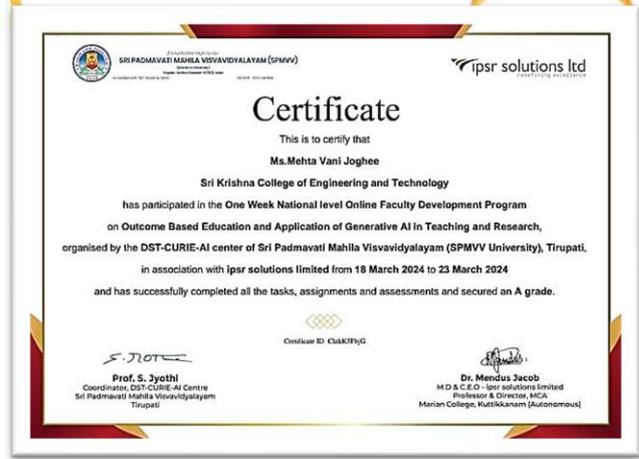 SRI PADMAVATI MAHILA VISVAVIDYALAYAM (SPMVV)
(Women's University)
ipsr solutions ltd
redefining excellence
Certificate
This is to certify that
Ms.Mehta Vani Joghee
Sri Krishna College of Engineering and Technology
has participated in the One Week National level Online Faculty Development Program
on Outcome Based Education and Application of Generative AI in Teaching and Research,
organised by the DST-CURIE-AI center of Sri Padmavati Mahila Visvavidyalayam (SPMVV University), Tirupati,
in association with ipsr solutions limited from 18 March 2024 to 23 March 2024
and has successfully completed all the tasks, assignments and assessments and secured an A grade.
Certificate ID
Prof. S. Jyothi
Coordinator, DST-CURIE-AI Centre
Sri Padmavati Mahila Visvavidyalayam
Tirupati
Dr. Mendus Jacob
M.D & C.E.O - ipsr solutions limited
Professor & Director, MCA
Marian College, Kuttikkanam (Autonomous)